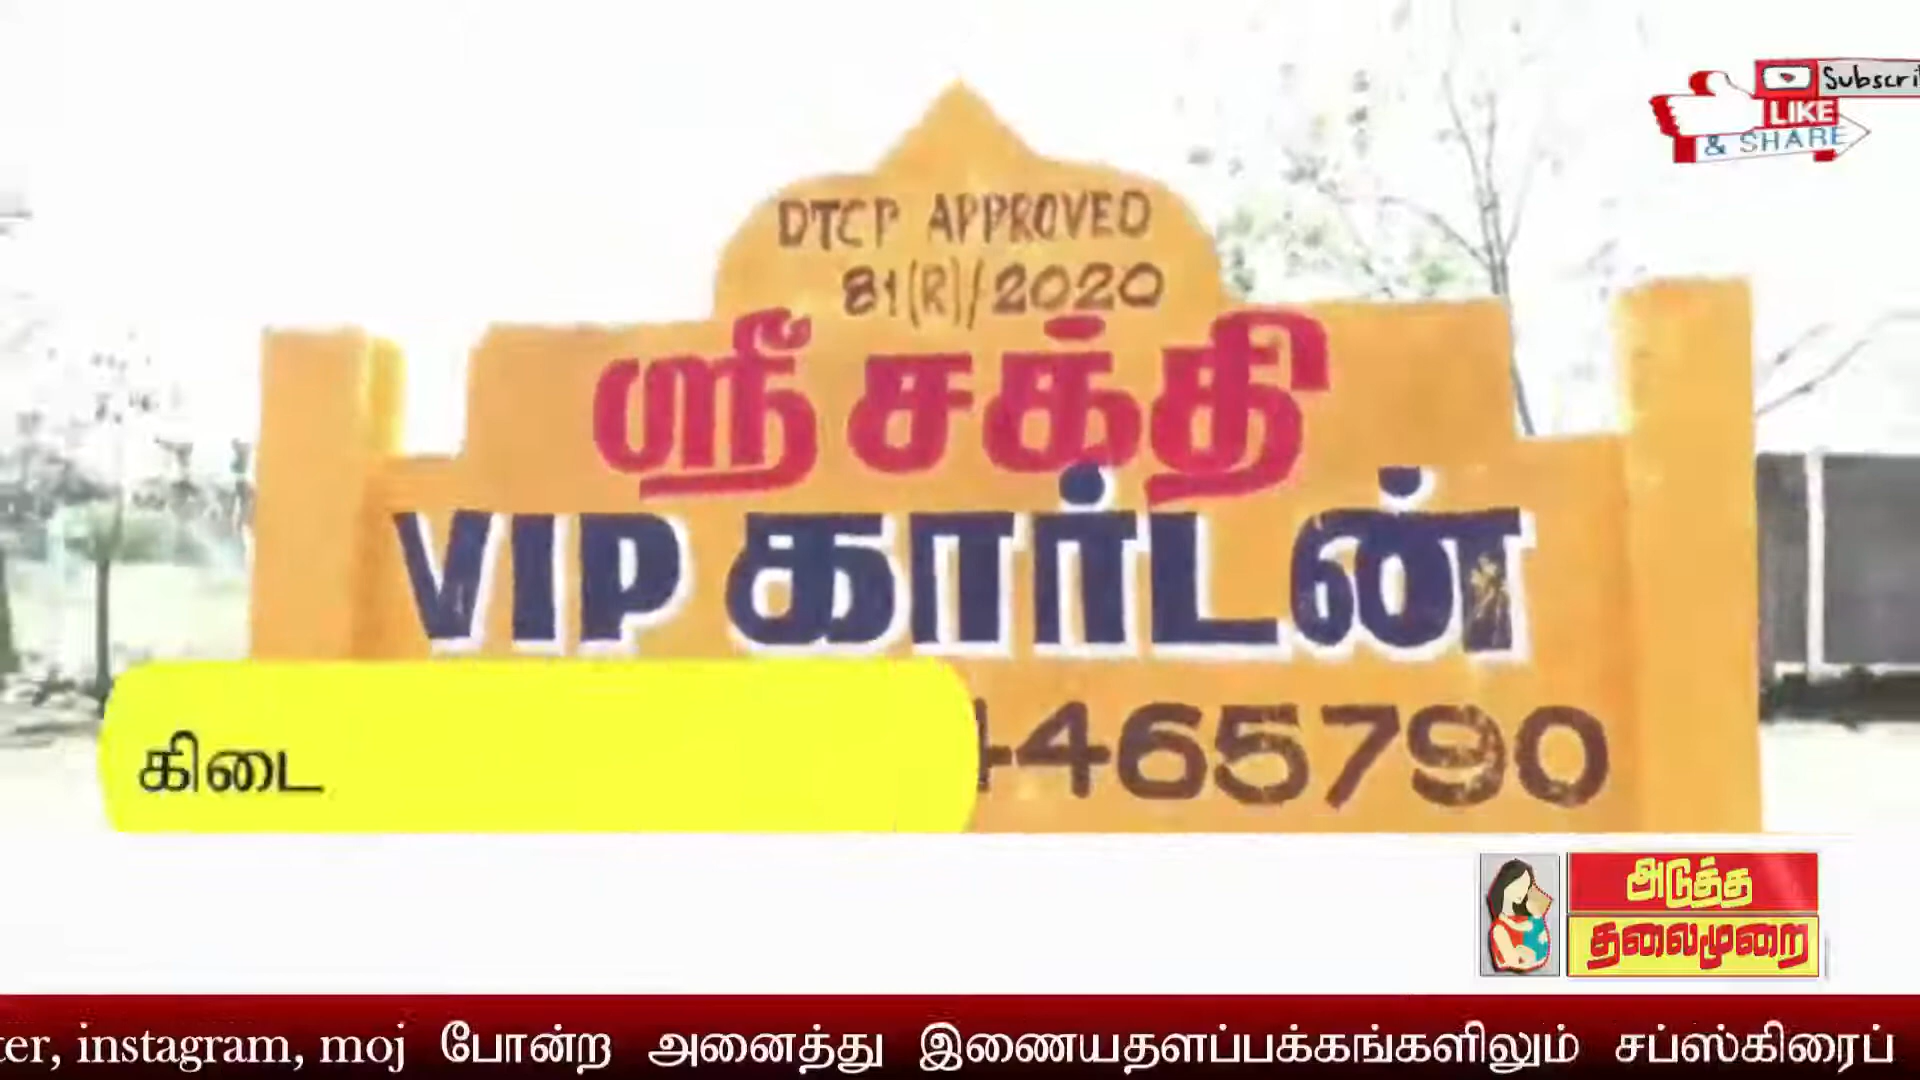 Subscri
LIKE
& SHARE
DTCP APPROVED
81(R)/2020
ஸ்ரீ சக்தி
VIP கார்டன்
கிடை
4465790
அடுத்த
தலைமுறை
ter, instagram, moj போன்ற அனைத்து இணையதளப்பக்கங்களிலும் சப்ஸ்கிரைப்